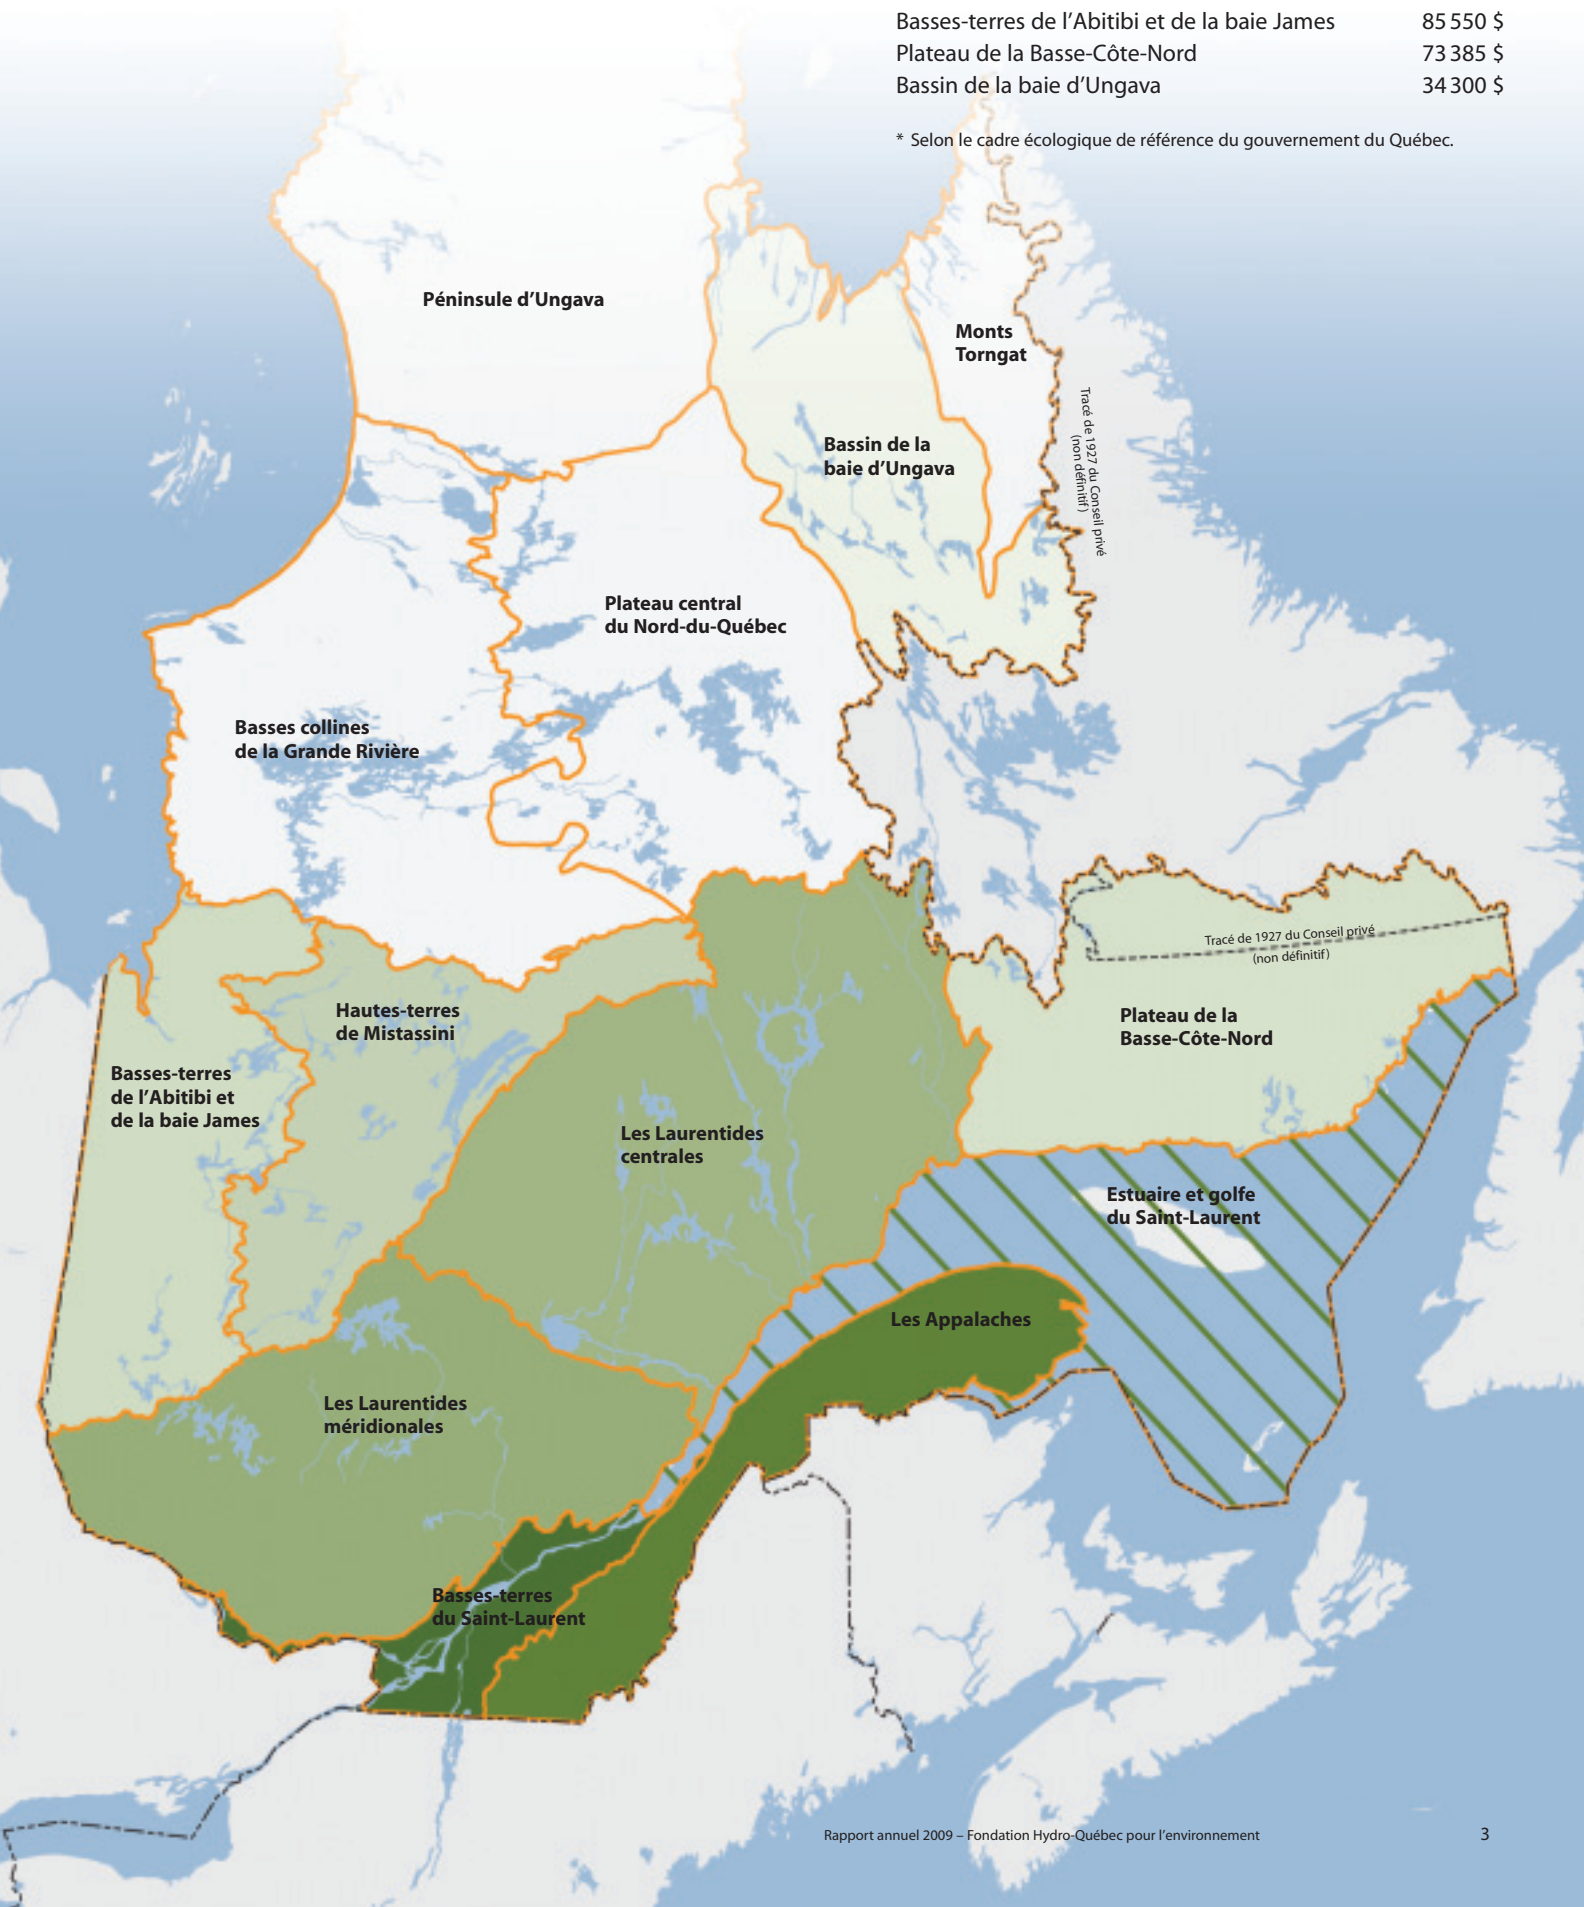 Basses-terres de l'Abitibi et de la baie James 85 550 $
Plateau de la Basse-Côte-Nord 73 385 $
Bassin de la baie d'Ungava 34 300 $
* Selon le cadre écologique de référence du gouvernement du Québec.
Péninsule d'Ungava
Monts
Torngat
Tracé de 1927 du Conseil privé
(non définitif)
Bassin de la
baie d'Ungava
Plateau central
du Nord-du-Québec
Basses collines
de la Grande Rivière
Tracé de 1927 du Conseil privé
(non définitif)
Hautes-terres
de Mistassini
Plateau de la
Basse-Côte-Nord
Basses-terres
de l'Abitibi et
de la baie James
Les Laurentides
centrales
Estuaire et golfe
du Saint-Laurent
Les Appalaches
Les Laurentides
méridionales
Basses-terres
du Saint-Laurent
Rapport annuel 2009 – Fondation Hydro-Québec pour l'environnement 3